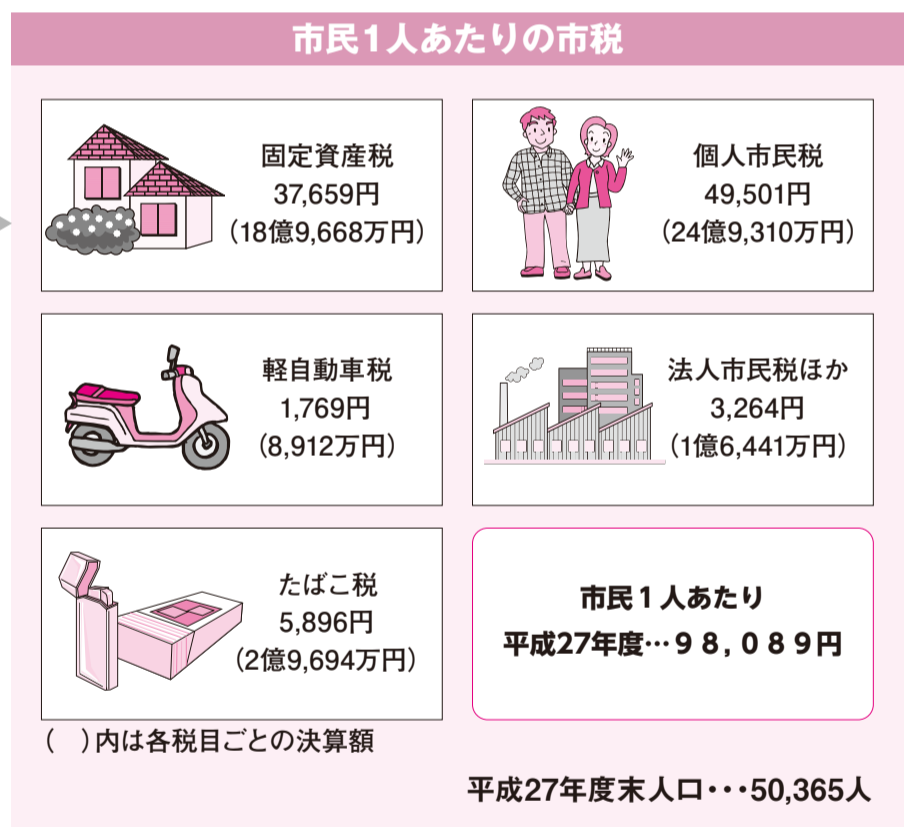 市民1人あたりの市税
固定資産税
37,659円
(18億9,668万円)
個人市民税
49,501円
(24億9,310万円)
軽自動車税
1,769円
(8,912万円)
法人市民税ほか
3,264円
(1億6,441万円)
たばこ税
5,896円
(2億9,694万円)
市民1人あたり
平成27年度…98,089円
(　)内は各税目ごとの決算額
平成27年度末人口・・・50,365人